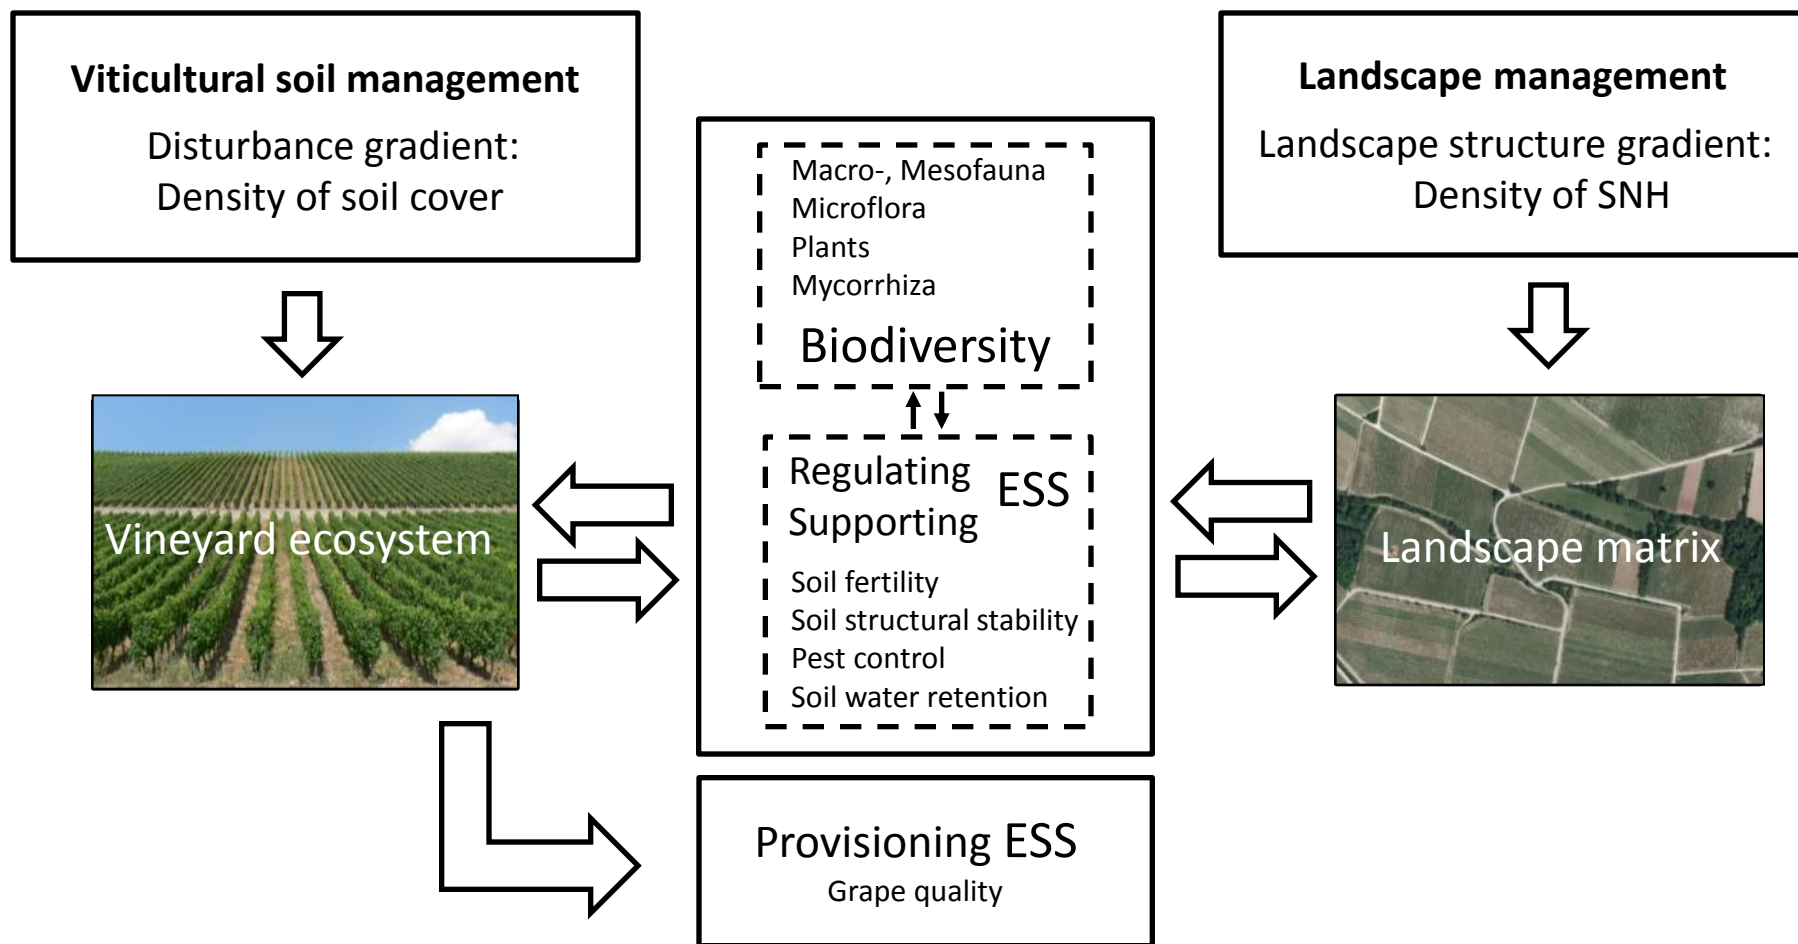 Viticultural soil management
Disturbance gradient:
Density of soil cover
Landscape management
Landscape structure gradient:
Density of SNH
Macro-, Mesofauna
Microflora
Plants
Mycorrhiza
Biodiversity
Regulating
Supporting
ESS
Soil fertility
Soil structural stability
Pest control
Soil water retention
Vineyard ecosystem
Landscape matrix
Provisioning ESS
Grape quality